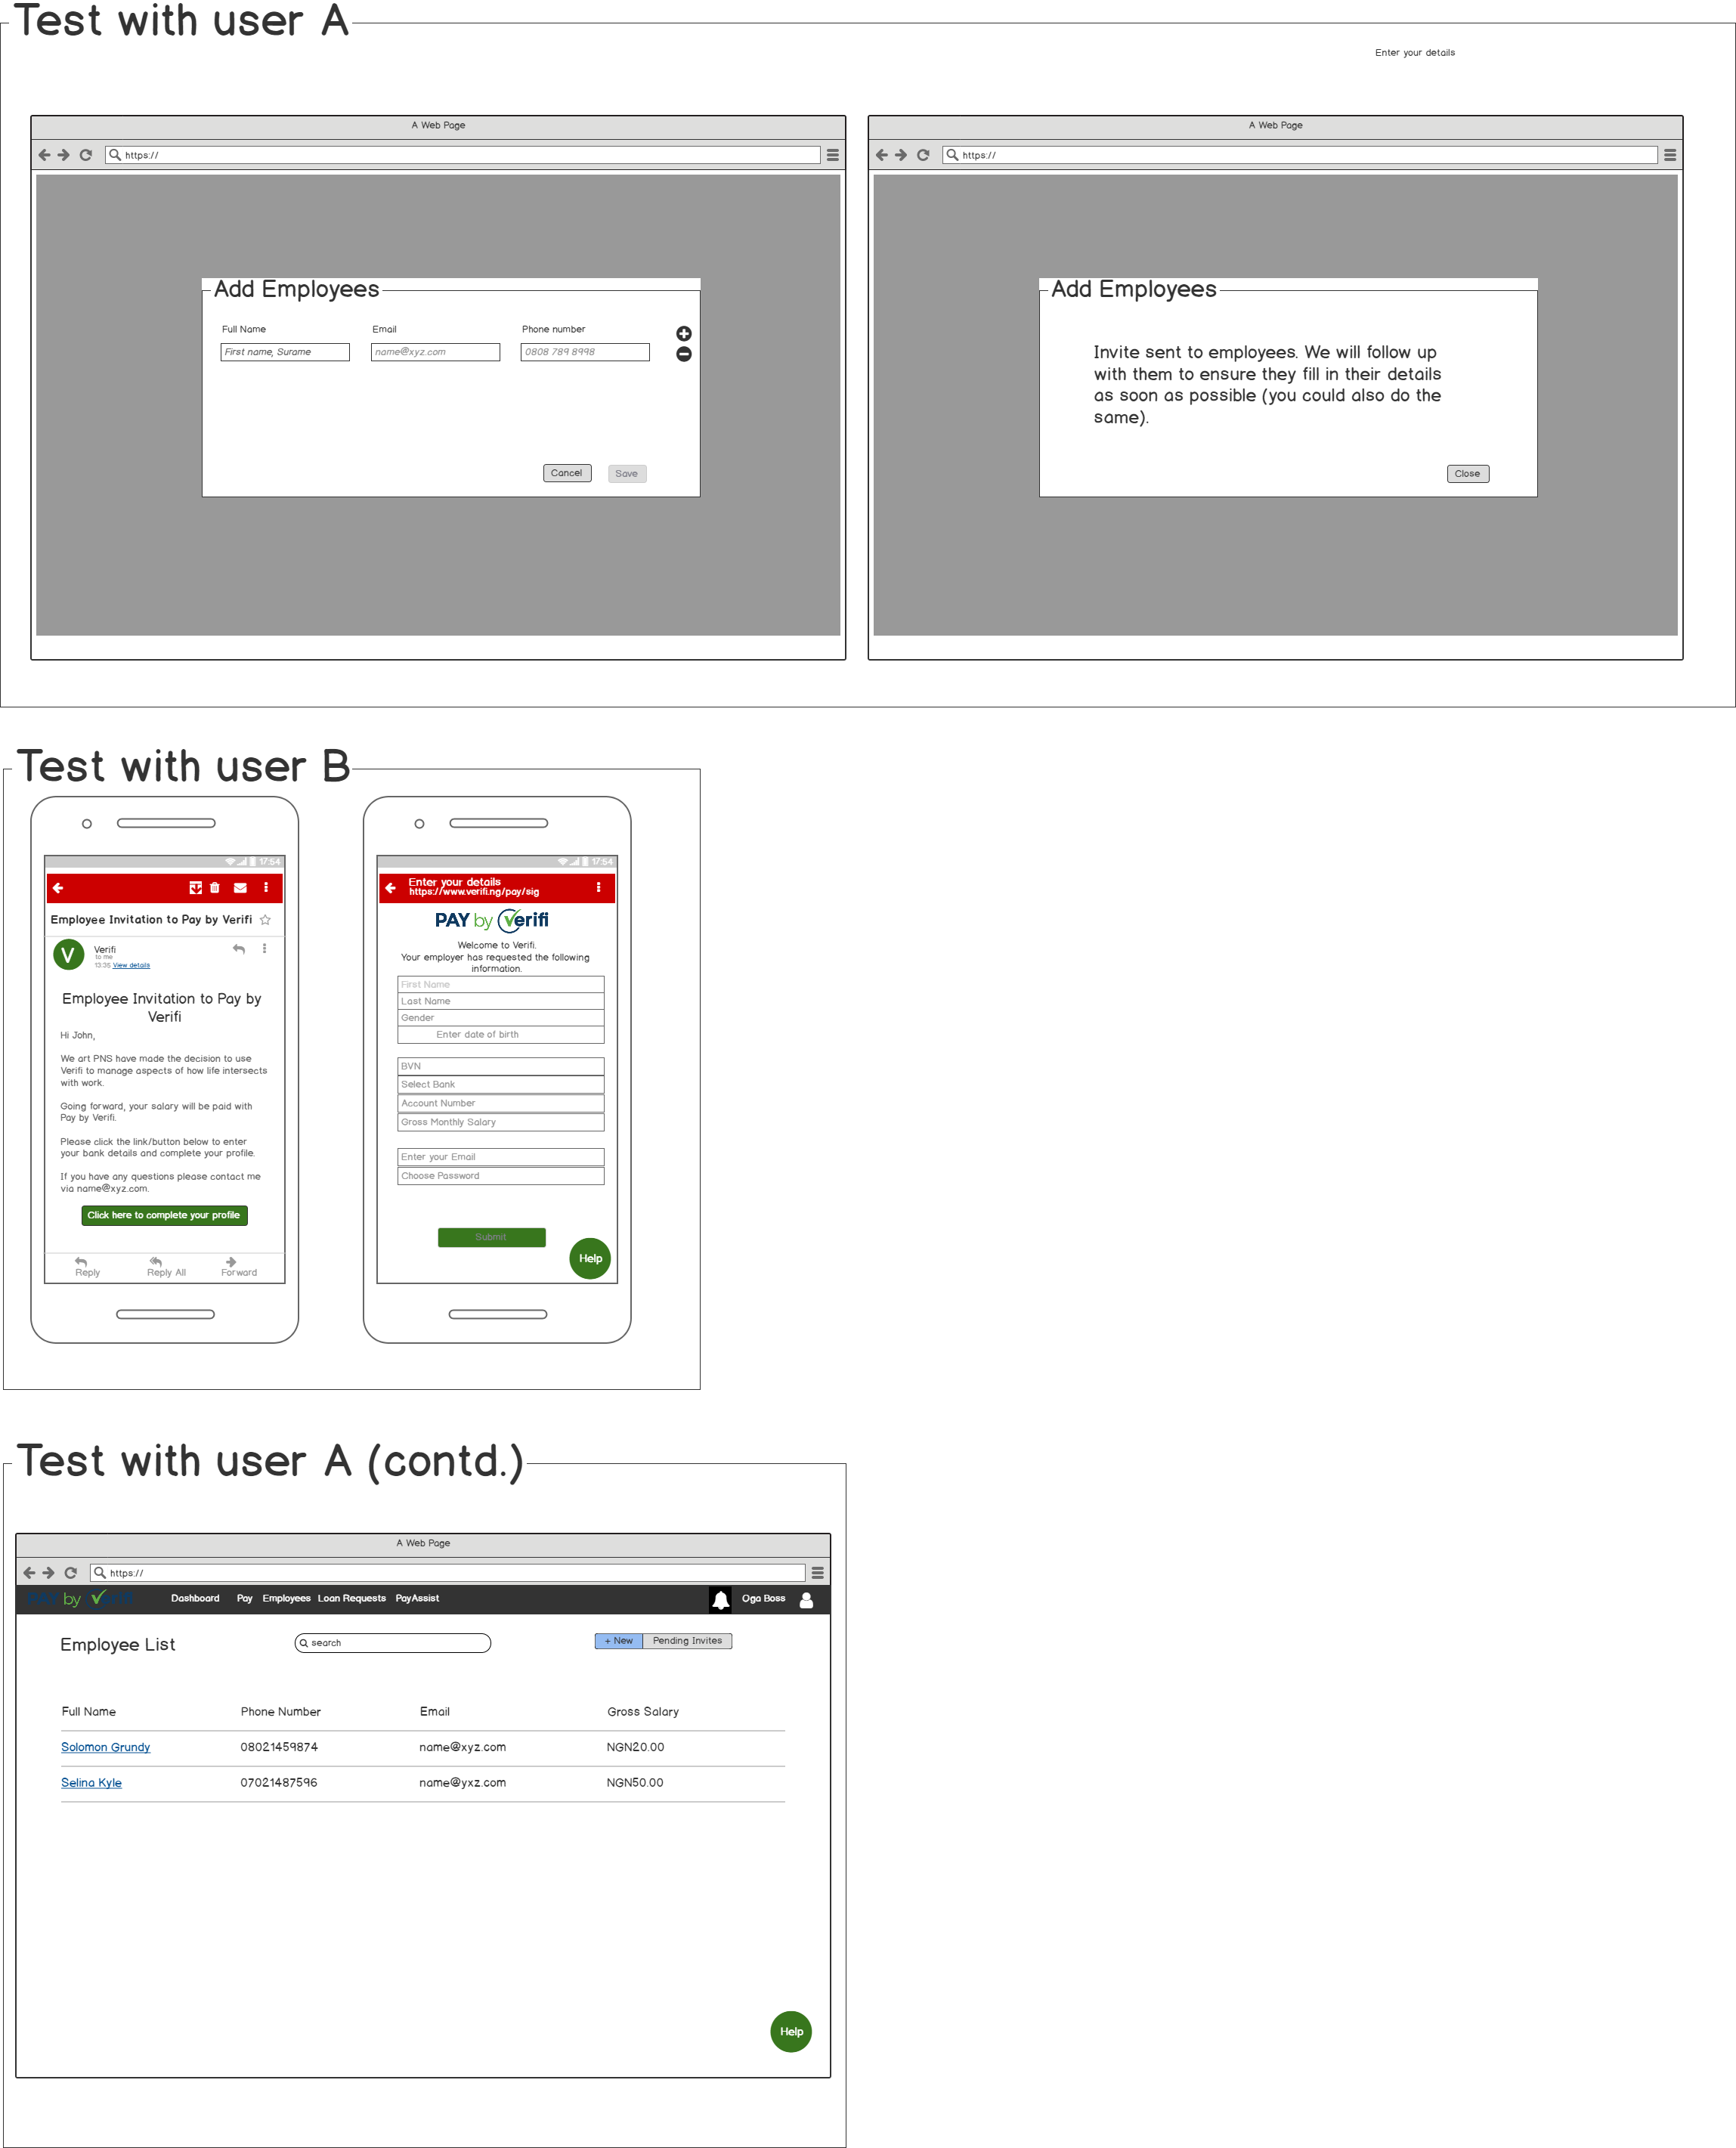 Test with user A
Enter your details
A Web Page
https://
Add Employees
Full Name
Email
Phone number
First name, Surame
name@xyz.com
0808 789 8998
Cancel
Save
A Web Page
https://
Add Employees
Invite sent to employees. We will follow up
with them to ensure they fill in their details
as soon as possible (you could also do the
same).
Close
Test with user B
17:54
Employee Invitation to Pay by Verifi
V
Verifi
to me
13:35 View details
Employee Invitation to Pay by
Verifi
Hi John,
We art PNS have made the decision to use
Verifi to manage aspects of how life intersects
with work.
Going forward, your salary will be paid with
Pay by Verifi.
Please click the link/button below to enter
your bank details and complete your profile.
If you have any questions please contact me
via name@xyz.com.
Click here to complete your profile
Reply
Reply All
Forward
17:54
Enter your details
https://www.verifi.ng/pay/sig
PAY by Verifi
Welcome to Verifi.
Your employer has requested the following
information.
First Name
Last Name
Gender
Enter date of birth
BVN
Select Bank
Account Number
Gross Monthly Salary
Enter your Email
Choose Password
Submit
Help
Test with user A (contd.)
A Web Page
https://
PAY by Verifi
Dashboard
Pay
Employees
Loan Requests
PayAssist
Oga Boss
Employee List
search
+ New
Pending Invites
Full Name
Phone Number
Email
Gross Salary
Solomon Grundy
08021459874
name@xyz.com
NGN20.00
Selina Kyle
07021487596
name@yxz.com
NGN50.00
Help